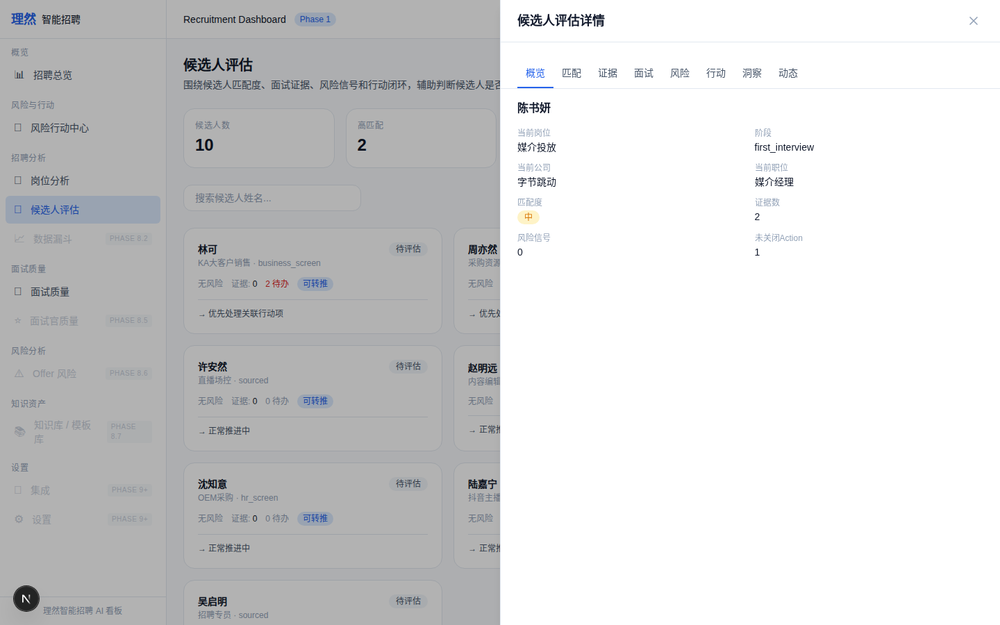 理然 智能招聘
概览
招聘总览
风险与行动
风险行动中心
招聘分析
岗位分析
候选人评估
数据漏斗 PHASE 8.2
面试质量
面试质量
面试官质量 PHASE 8.5
风险分析
Offer 风险 PHASE 8.6
知识资产
知识库 / 模板
库
PHASE
8.7
设置
集成 PHASE 9+
设置 PHASE 9+
理然智能招聘 AI 看板
Recruitment Dashboard Phase 1
候选人评估
围绕候选人匹配度、面试证据、风险信号和行动闭环，辅助判断候选人是否
候选人数
10
高匹配
2
搜索候选人姓名...
林可 待评估
KA大客户销售 · business_screen
无风险 证据: 0 2 待办 可转推
→ 优先处理关联行动项
周亦然
采购资源
无风险
→ 优先处
许安然 待评估
直播场控 · sourced
无风险 证据: 0 0 待办 可转推
→ 正常推进中
赵明远
内容编辑
无风险
→ 正常推
沈知意 待评估
OEM采购 · hr_screen
无风险 证据: 0 0 待办 可转推
→ 正常推进中
陆嘉宁
抖音主播
无风险
→ 正常推
吴启明 待评估
招聘专员 · sourced
候选人评估详情
概览 匹配 证据 面试 风险 行动 洞察 动态
陈书妍
当前岗位
媒介投放
阶段
first_interview
当前公司
字节跳动
当前职位
媒介经理
匹配度
中
证据数
2
风险信号
0
未关闭Action
1